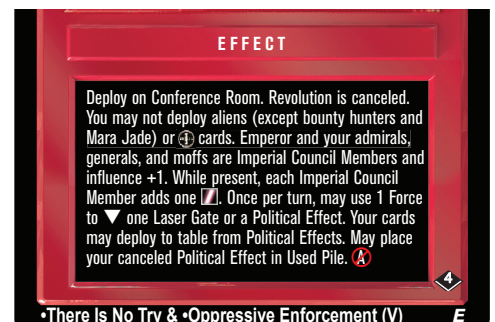 EFFECT
Deploy on Conference Room. Revolution is canceled.
You may not deploy aliens (except bounty hunters and
Mara Jade) or cards. Emperor and your admirals,
generals, and moffs are Imperial Council Members and
influence +1. While present, each Imperial Council
Member adds one . Once per turn, may use 1 Force
to ▼ one Laser Gate or a Political Effect. Your cards
may deploy to table from Political Effects. May place
your canceled Political Effect in Used Pile. A
4
•There Is No Try & •Oppressive Enforcement (V) E